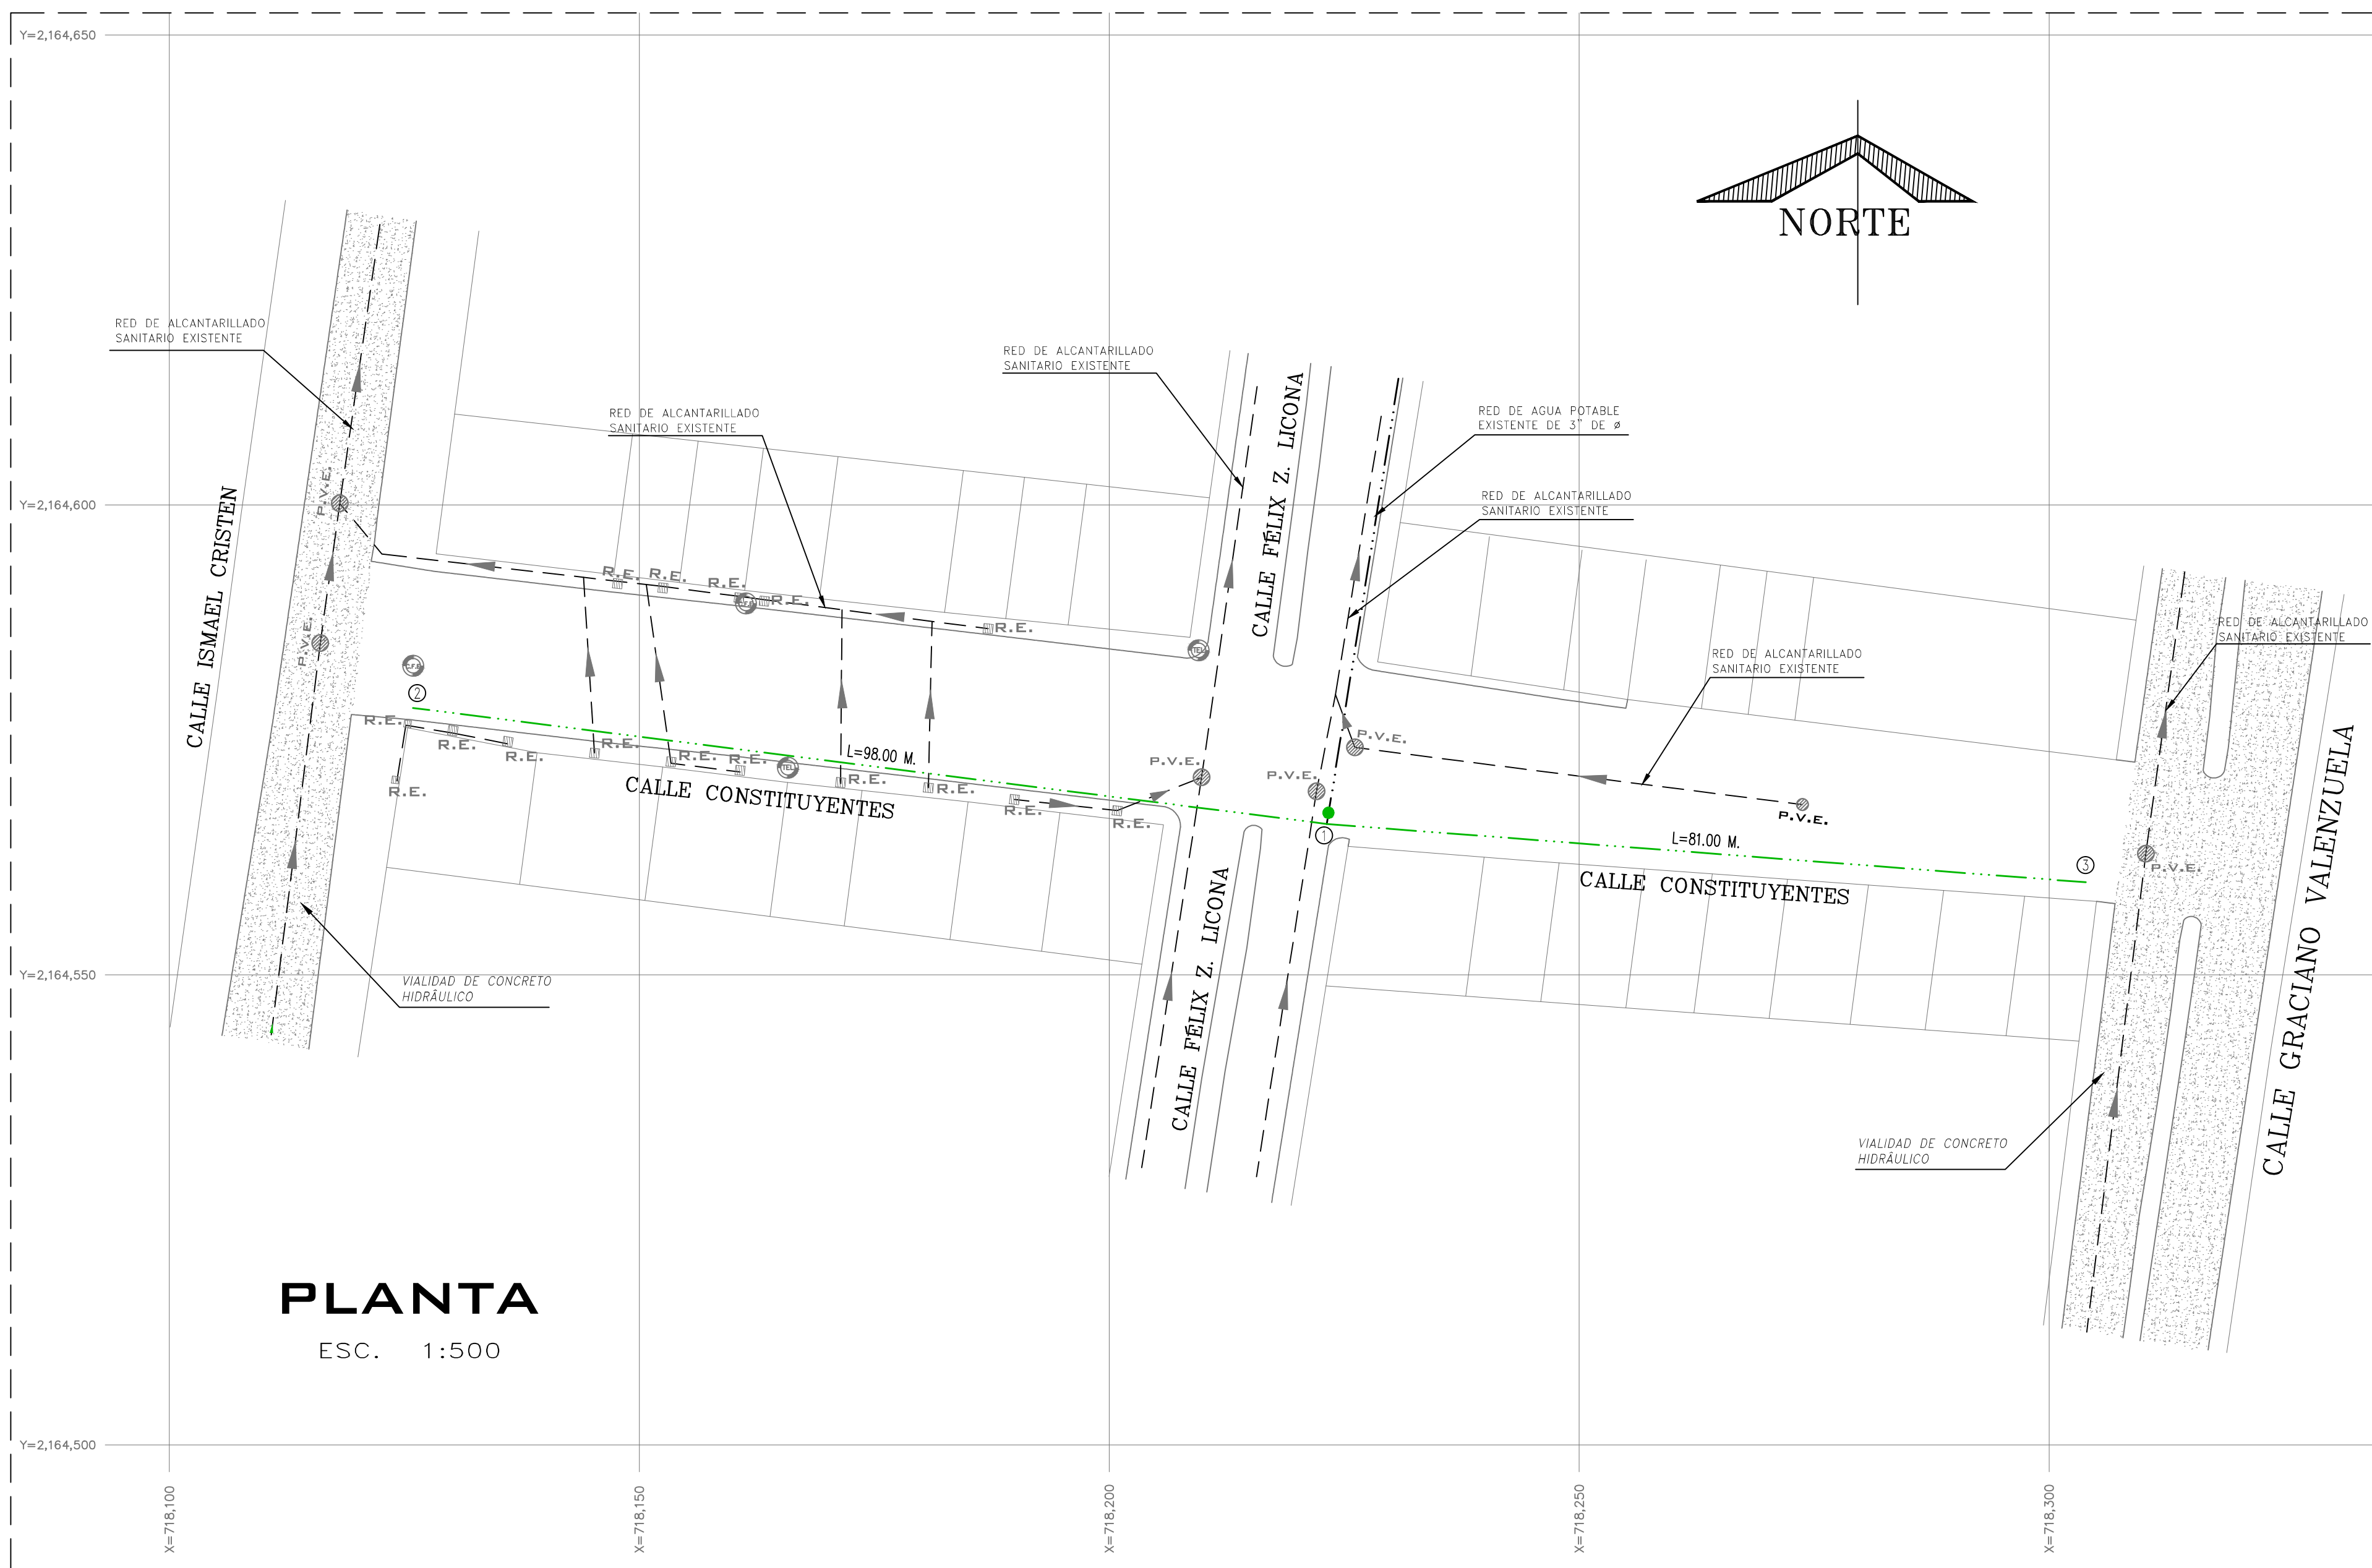 Y=2,164,650
NORTE
RED DE ALCANTARILLADO
SANITARIO EXISTENTE
RED DE ALCANTARILLADO
SANITARIO EXISTENTE
RED DE ALCANTARILLADO
SANITARIO EXISTENTE
CALLE FÉLIX Z. LICONA
RED DE AGUA POTABLE
EXISTENTE DE 3" DE ø
P.V.E.
Y=2,164,600
CALLE ISMAEL CRISTEN
RED DE ALCANTARILLADO
SANITARIO EXISTENTE
R.E.
R.E.
R.E.
R.E.
R.E.
P.V.E.
C.F.E.
TEL.
RED DE ALCANTARILLADO
SANITARIO EXISTENTE
RED DE ALCANTARILLADO
SANITARIO EXISTENTE
C.F.E.
2
R.E.
R.E.
R.E.
R.E.
R.E.
R.E.
TEL.
L=98.00 M.
R.E.
R.E.
R.E.
R.E.
R.E.
CALLE CONSTITUYENTES
P.V.E.
P.V.E.
P.V.E.
1
P.V.E.
L=81.00 M.
3
P.V.E.
CALLE CONSTITUYENTES
CALLE GRACIANO VALENZUELA
CALLE FÉLIX Z. LICONA
Y=2,164,550
VIALIDAD DE CONCRETO
HIDRÁULICO
VIALIDAD DE CONCRETO
HIDRÁULICO
PLANTA
ESC. 1:500
Y=2,164,500
X=718,100
X=718,150
X=718,200
X=718,250
X=718,300